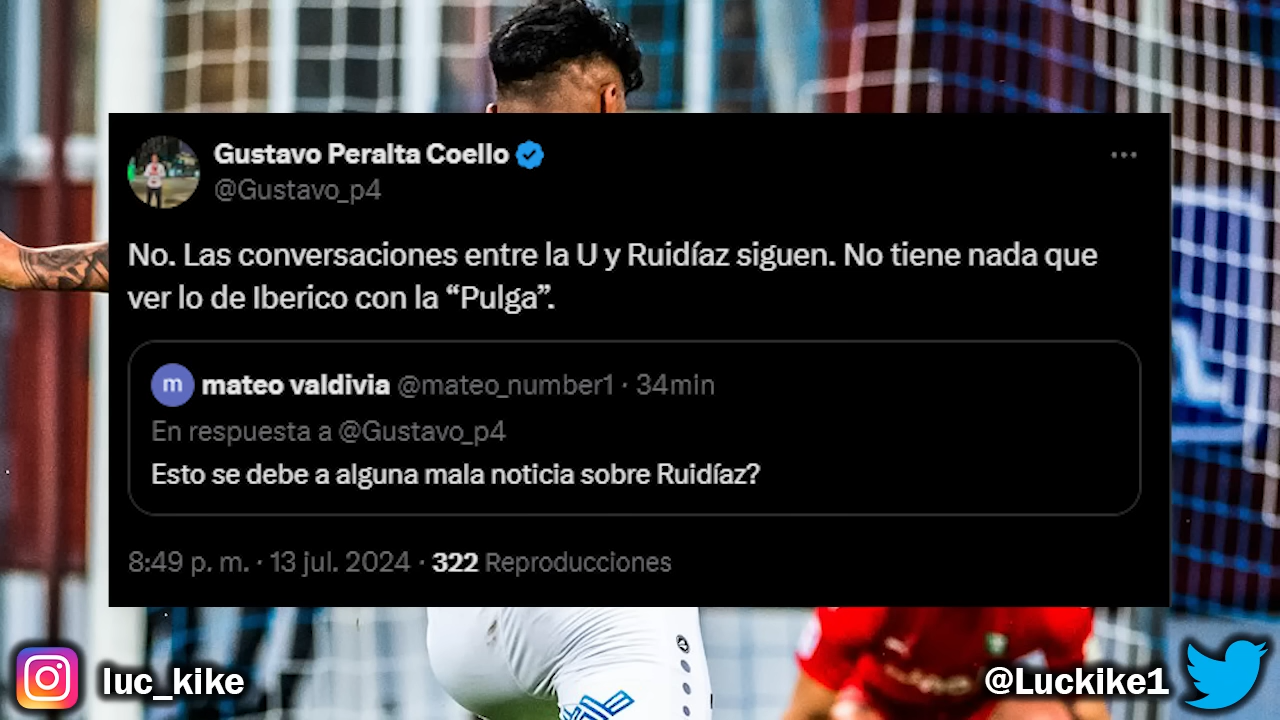 Gustavo Peralta Coello
@Gustavo_p4
No. Las conversaciones entre la U y Ruidíaz siguen. No tiene nada que
ver lo de Iberico con la “Pulga”.
m mateo valdivia @mateo_number1 · 34min
En respuesta a @Gustavo_p4
Esto se debe a alguna mala noticia sobre Ruidíaz?
8:49 p. m. · 13 jul. 2024 · 322 Reproducciones
luc_kike
@Luckike1